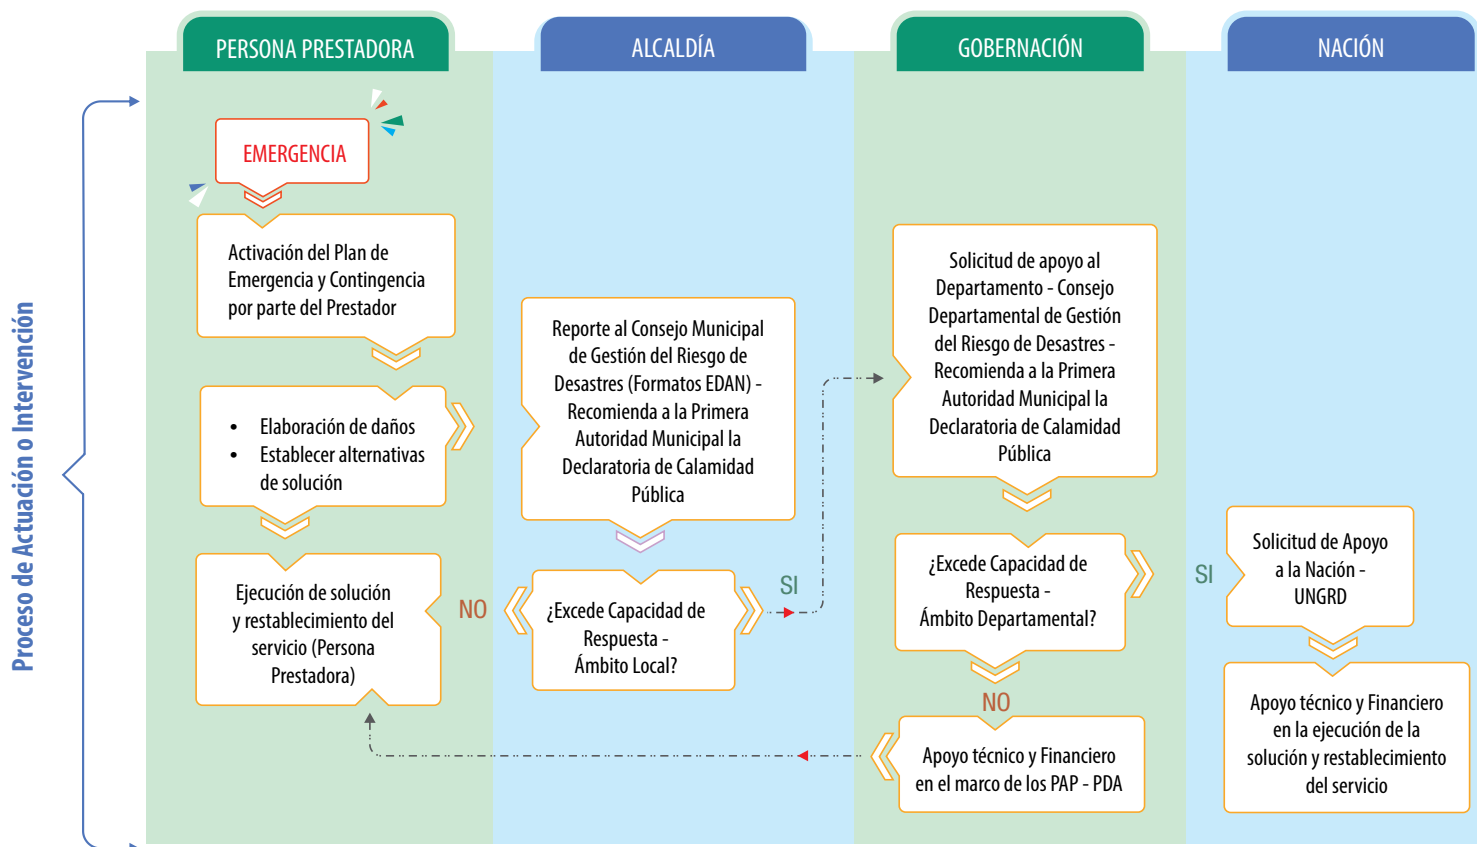 PERSONA PRESTADORA
ALCALDÍA
GOBERNACIÓN
NACIÓN
Proceso de Actuación o Intervención
EMERGENCIA
Activación del Plan de
Emergencia y Contingencia
por parte del Prestador
• Elaboración de daños
• Establecer alternativas
de solución
Ejecución de solución
y restablecimiento del
servicio (Persona
Prestadora)
Reporte al Consejo Municipal
de Gestión del Riesgo de
Desastres (Formatos EDAN) -
Recomienda a la Primera
Autoridad Municipal la
Declaratoria de Calamidad
Pública
NO
¿Excede Capacidad de
Respuesta -
Ámbito Local?
SI
Solicitud de apoyo al
Departamento - Consejo
Departamental de Gestión
del Riesgo de Desastres -
Recomienda a la Primera
Autoridad Municipal la
Declaratoria de Calamidad
Pública
¿Excede Capacidad de
Respuesta -
Ámbito Departamental?
SI
NO
Apoyo técnico y Financiero
en el marco de los PAP - PDA
Solicitud de Apoyo
a la Nación -
UNGRD
Apoyo técnico y Financiero
en la ejecución de la
solución y restablecimiento
del servicio